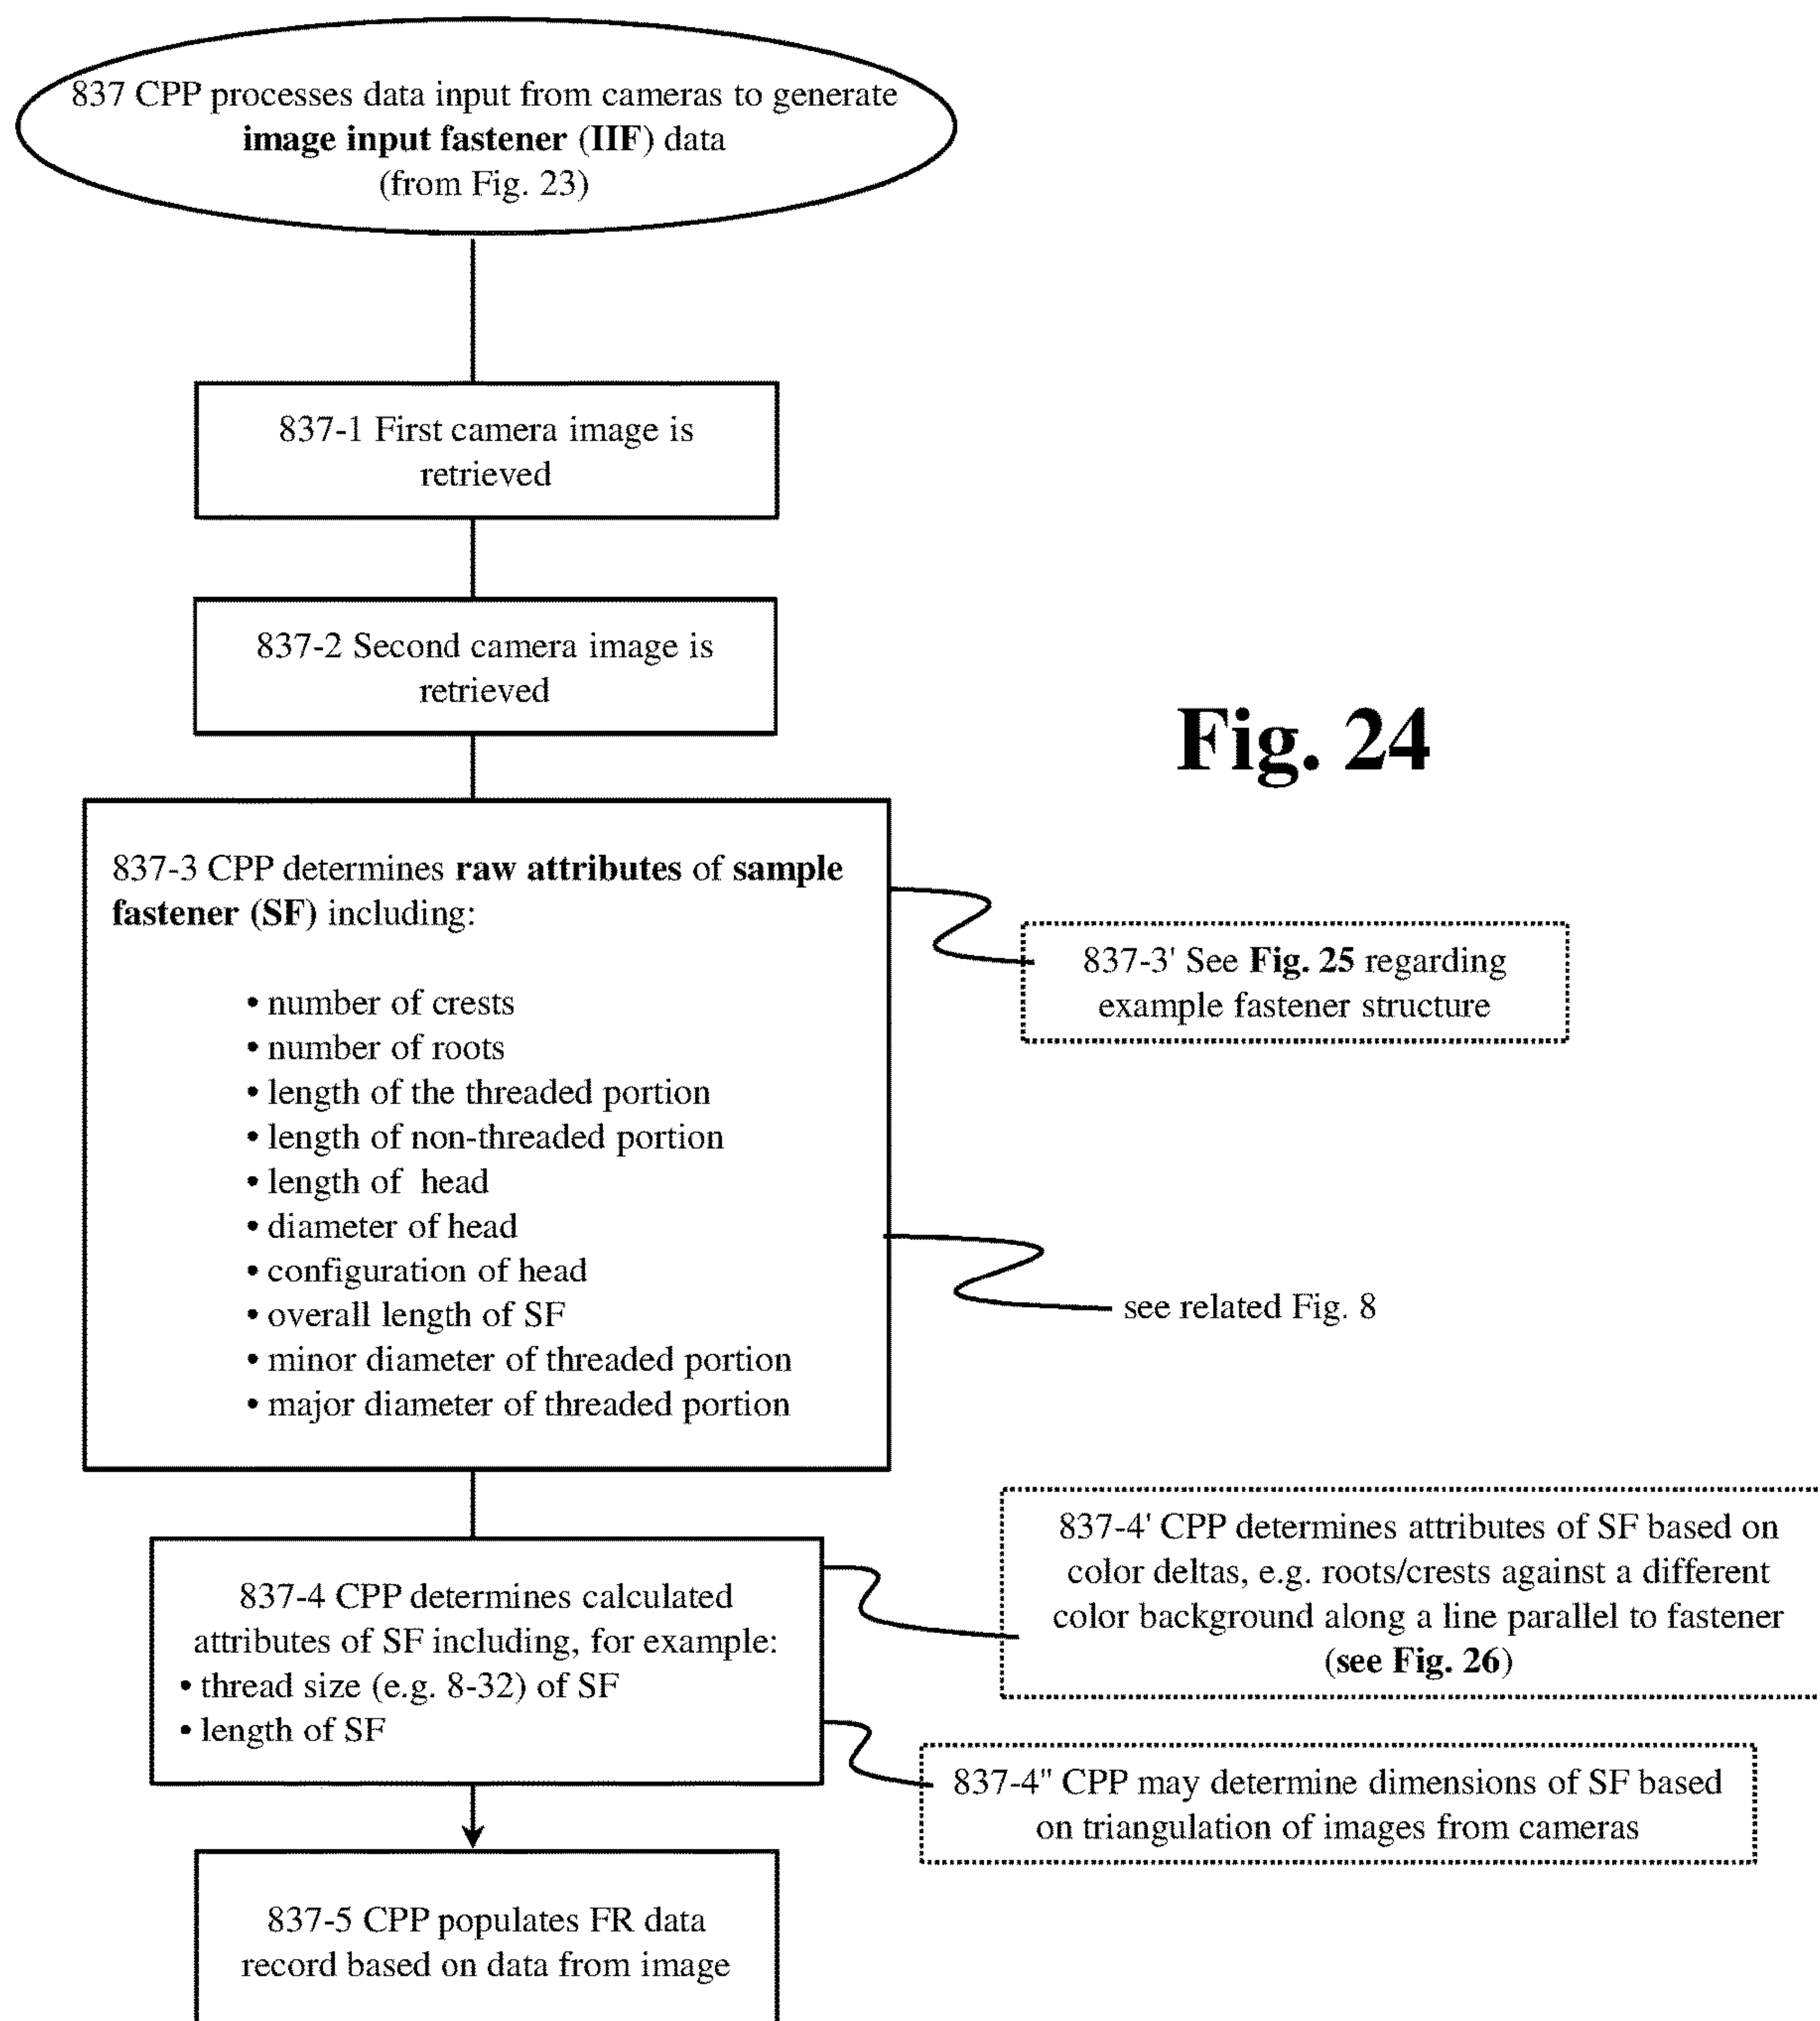 837 CPP processes data input from cameras to generate
image input fastener (IIF) data
(from Fig. 23)
837-1 First camera image is
retrieved
837-2 Second camera image is
retrieved
Fig. 24
837-3 CPP determines raw attributes of sample
fastener (SF) including:
• number of crests
• number of roots
• length of the threaded portion
• length of non-threaded portion
• length of  head
• diameter of head
• configuration of head
• overall length of SF
• minor diameter of threaded portion
• major diameter of threaded portion
837-3' See Fig. 25 regarding
example fastener structure
see related Fig. 8
837-4 CPP determines calculated
attributes of SF including, for example:
• thread size (e.g. 8-32) of SF
• length of SF
837-4' CPP determines attributes of SF based on
color deltas, e.g. roots/crests against a different
color background along a line parallel to fastener
(see Fig. 26)
837-4" CPP may determine dimensions of SF based
on triangulation of images from cameras
837-5 CPP populates FR data
record based on data from image